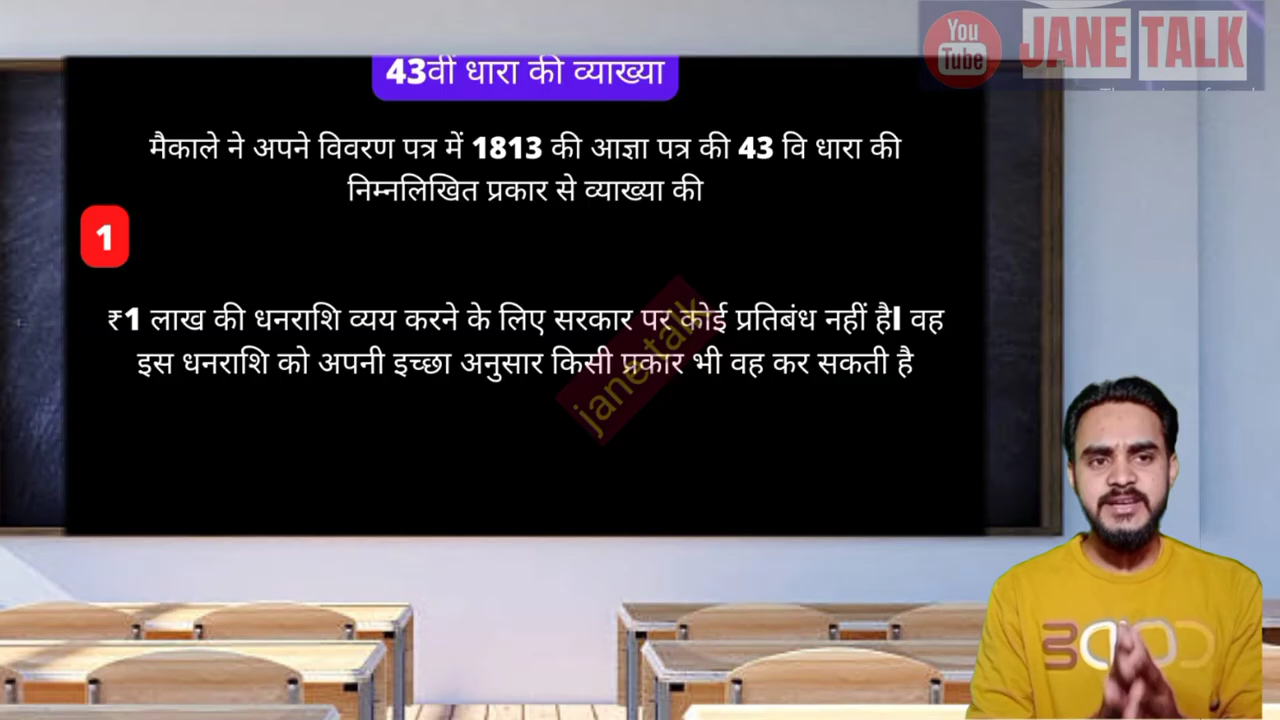 You
Tube
JANE TALK
43वीं धारा की व्याख्या
मैकाले ने अपने विवरण पत्र में 1813 की आज्ञा पत्र की 43 वि धारा की
निम्नलिखित प्रकार से व्याख्या की
1
₹1 लाख की धनराशि व्यय करने के लिए सरकार पर कोई प्रतिबंध नहीं है। वह
इस धनराशि को अपनी इच्छा अनुसार किसी प्रकार भी वह कर सकती है
janetalk